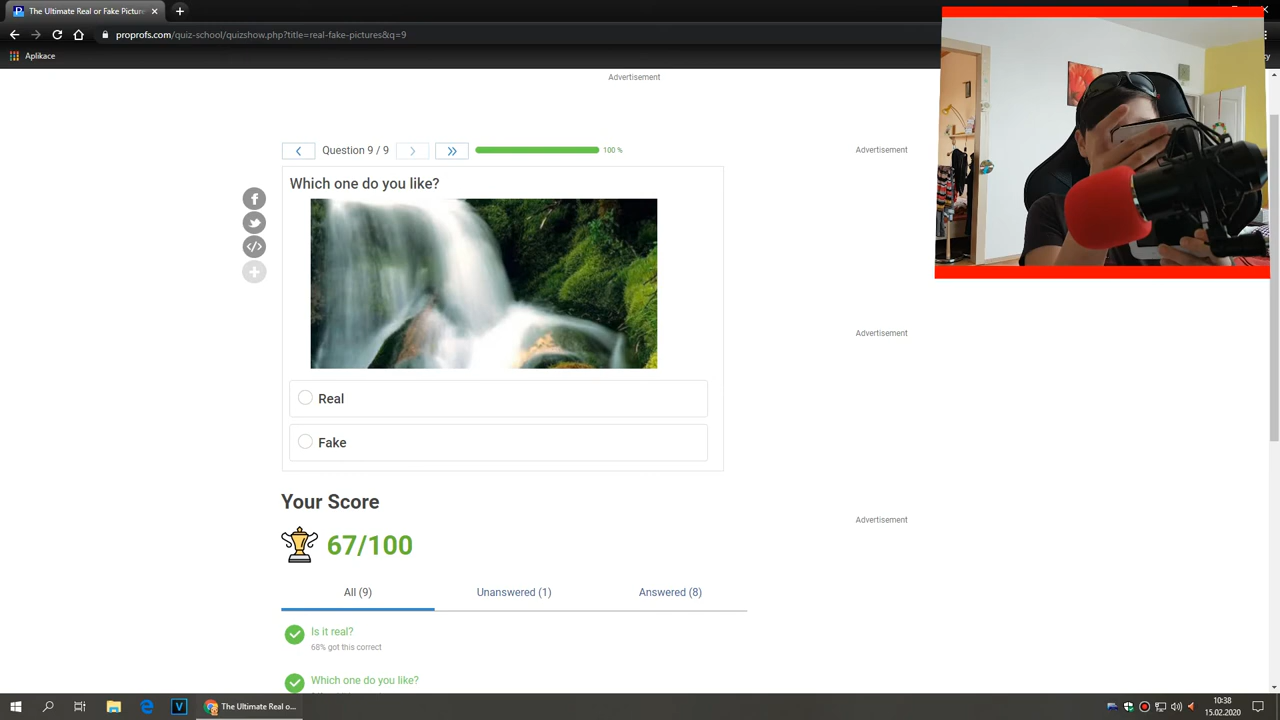 The Ultimate Real or Fake Picture
proprofs.com/quiz-school/quizshow.php?title=real-fake-pictures&q=9
Aplikace
Advertisement
Question 9 / 9
100 %
Advertisement
Which one do you like?
Real
Fake
Advertisement
Your Score
67/100
Advertisement
All (9)
Unanswered (1)
Answered (8)
Is it real?
68% got this correct
Which one do you like?
The Ultimate Real o...
10:38
15.02.2020